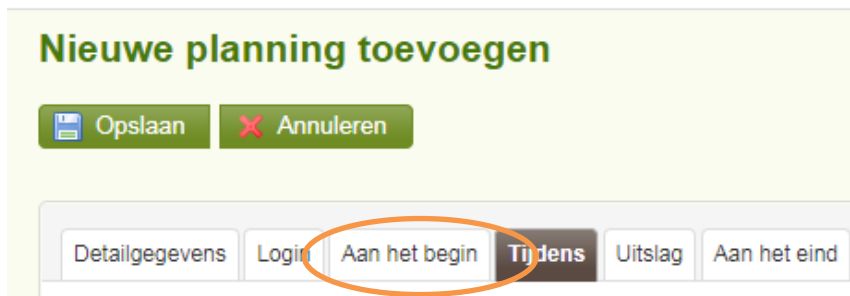 Nieuwe planning toevoegen
Opslaan Annuleren
Detailgegevens Login Aan het begin Tijdens Uitslag Aan het eind